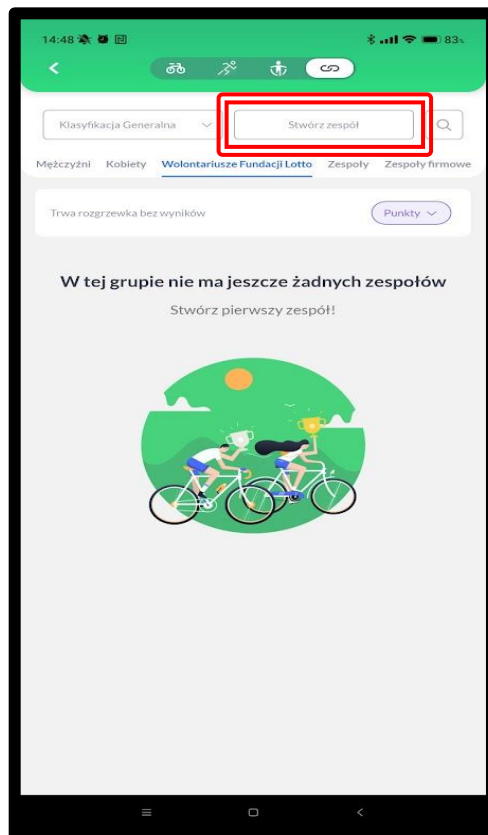 14:48 83%
Klasyfikacja Generalna Stwórz zespół
Mężczyźni Kobiety Wolontariusze Fundacji Lotto Zespoły Zespoły firmowe
Trwa rozgrzewka bez wyników Punkty
W tej grupie nie ma jeszcze żadnych zespołów
Stwórz pierwszy zespół!